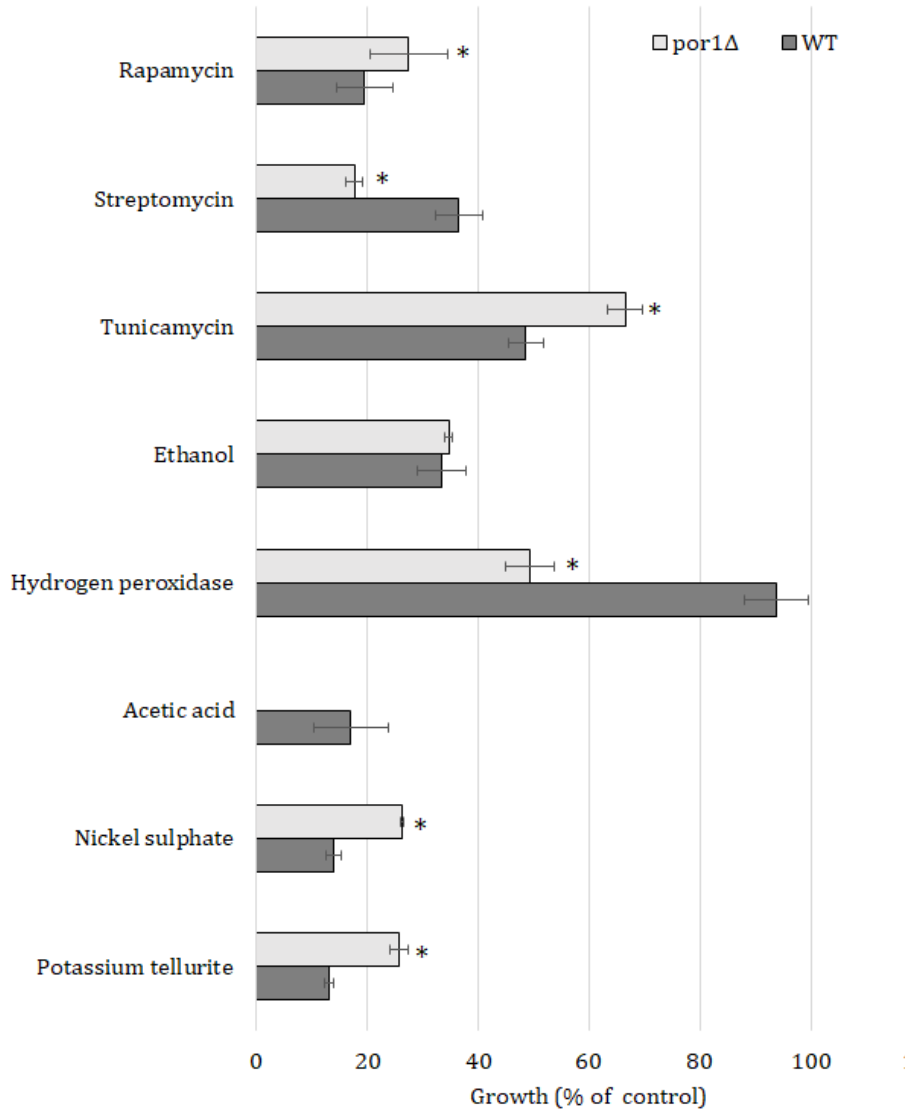 por1Δ WT
Rapamycin *
Streptomycin *
Tunicamycin *
Ethanol
Hydrogen peroxidase *
Acetic acid
Nickel sulphate *
Potassium tellurite *
0 20 40 60 80 100
Growth (% of control)